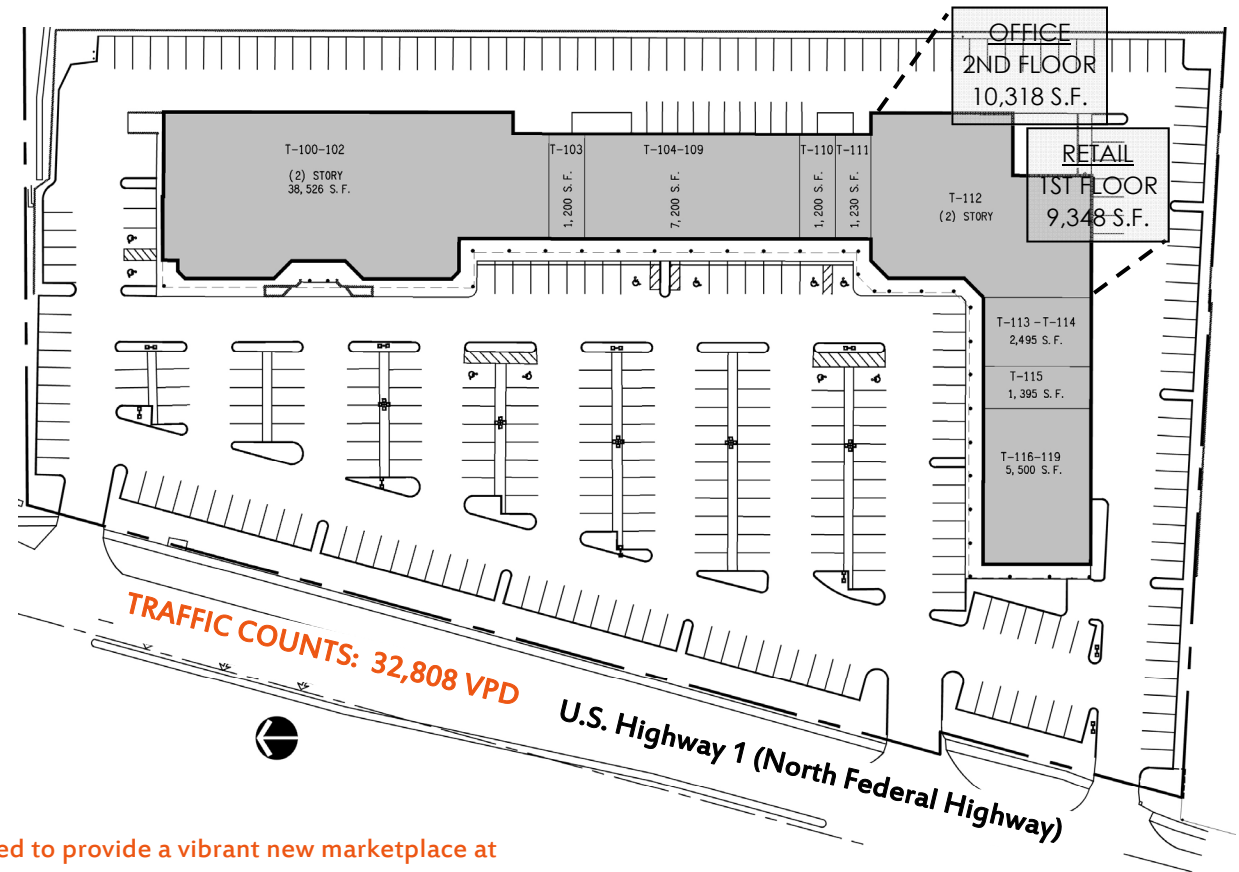 OFFICE
2ND FLOOR
10,318 S.F.
RETAIL
1ST FLOOR
9,348 S.F.
T-100-102
(2) STORY
38,526 S.F.
T-103
1,200 S.F.
T-104-109
7,200 S.F.
T-110
1,200 S.F.
T-111
1,230 S.F.
T-112
(2) STORY
T-113 - T-114
2,495 S.F.
T-115
1,395 S.F.
T-116-119
5,500 S.F.
TRAFFIC COUNTS: 32,808 VPD
U.S. Highway 1 (North Federal Highway)
ed to provide a vibrant new marketplace at